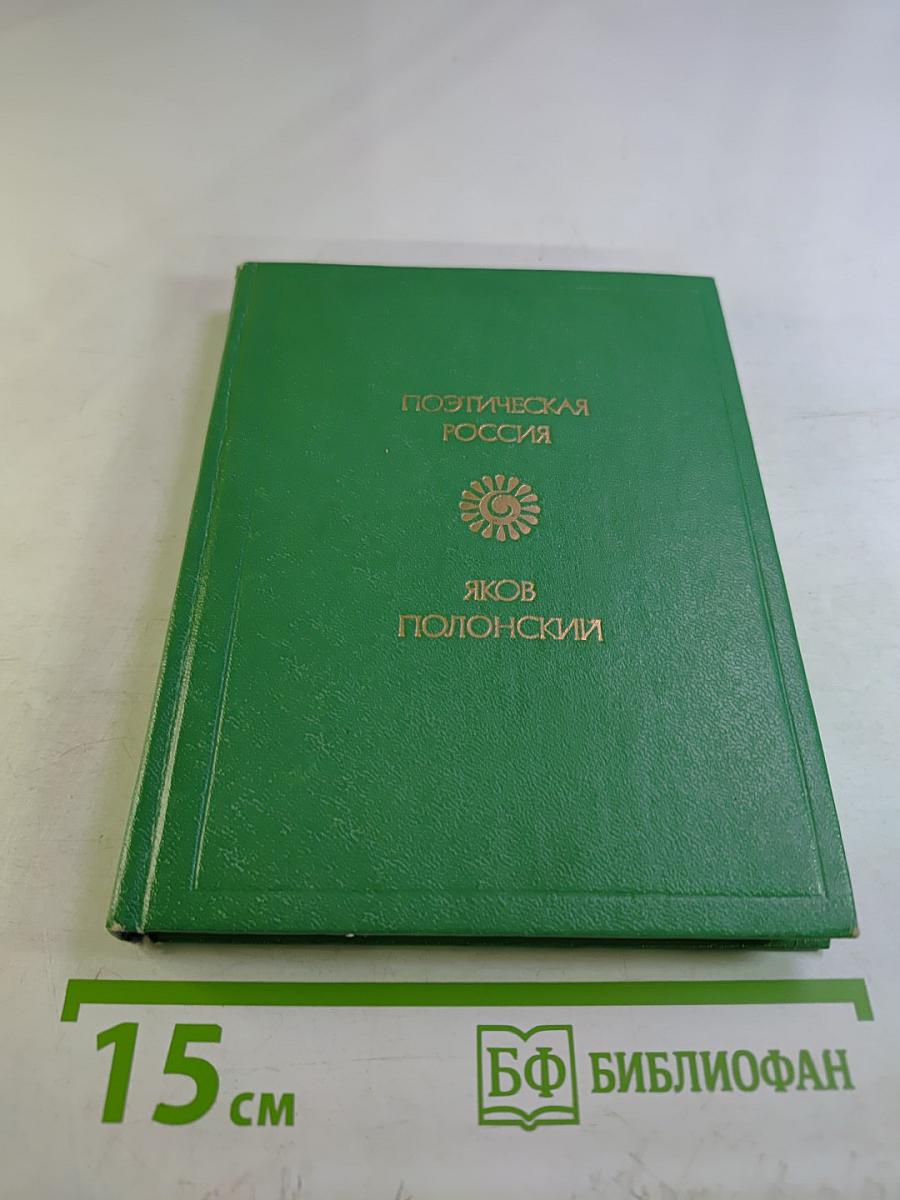 ПОЭТИЧЕСКАЯ
РОССИЯ
ЯКОВ
ПОЛОНСКИЙ
15 см
БФ БИБЛИОФАН